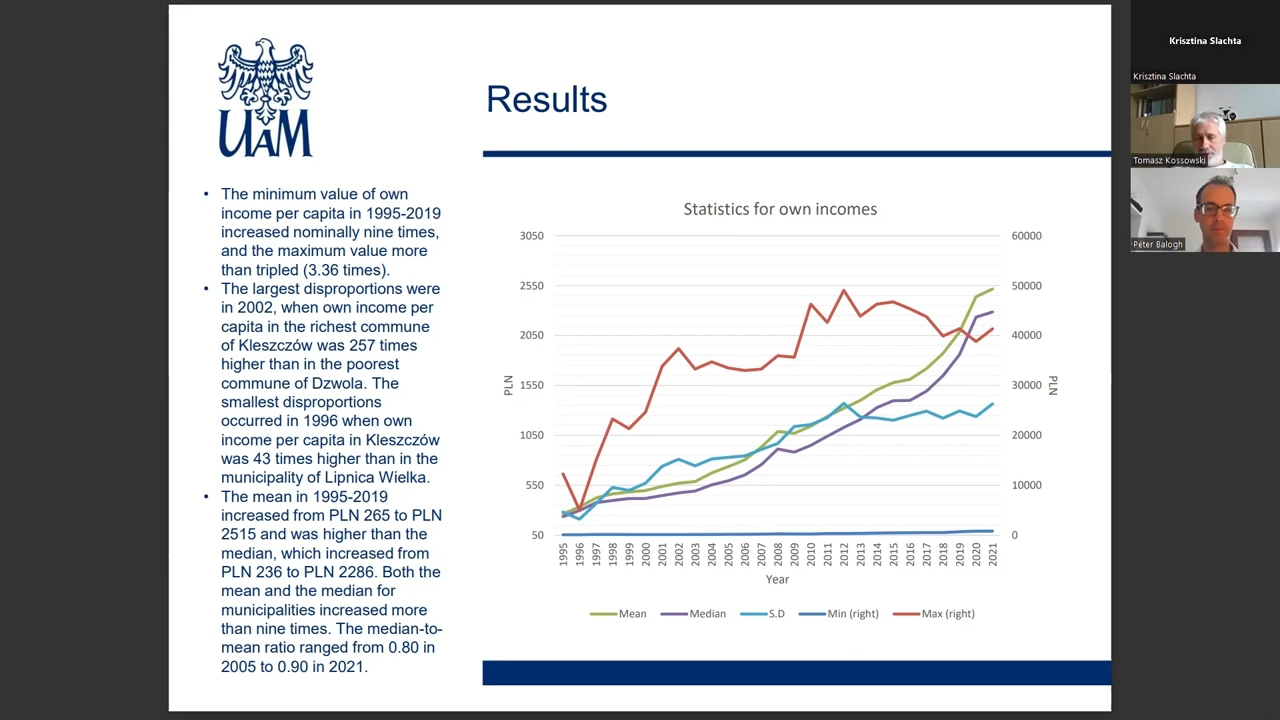 UAM
Results
• The minimum value of own
income per capita in 1995-2019
increased nominally nine times,
and the maximum value more
than tripled (3.36 times).
• The largest disproportions were
in 2002, when own income per
capita in the richest commune
of Kleszczów was 257 times
higher than in the poorest
commune of Dzwola. The
smallest disproportions
occurred in 1996 when own
income per capita in Kleszczów
was 43 times higher than in the
municipality of Lipnica Wielka.
• The mean in 1995-2019
increased from PLN 265 to PLN
2515 and was higher than the
median, which increased from
PLN 236 to PLN 2286. Both the
mean and the median for
municipalities increased more
than nine times. The median-to-
mean ratio ranged from 0.80 in
2005 to 0.90 in 2021.
Statistics for own incomes
3050
2550
2050
1550
1050
550
50
PLN
60000
50000
40000
30000
20000
10000
0
PLN
1995 1996 1997 1998 1999 2000 2001 2002 2003 2004 2005 2006 2007 2008 2009 2010 2011 2012 2013 2014 2015 2016 2017 2018 2019 2020 2021
Year
Mean Median S.D Min (right) Max (right)
Krisztina Slachta
Krisztina Slachta
Tomasz Kossowski
Péter Balogh